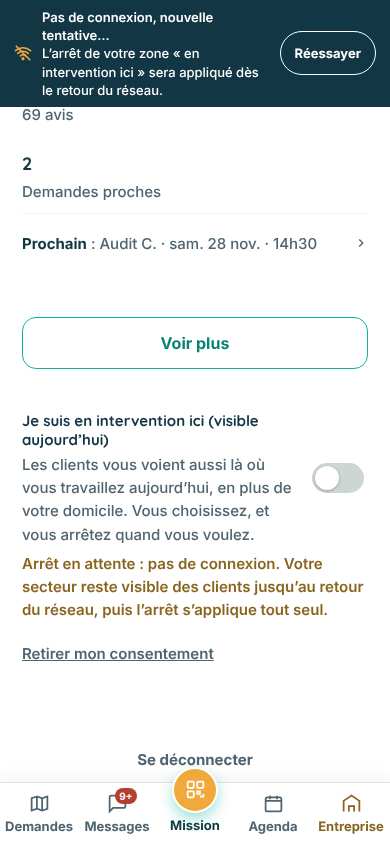 Pas de connexion, nouvelle
tentative…
L’arrêt de votre zone « en
intervention ici » sera appliqué dès
le retour du réseau.
Réessayer
69 avis
2
Demandes proches
Prochain : Audit C. · sam. 28 nov. · 14h30
Voir plus
Je suis en intervention ici (visible
aujourd’hui)
Les clients vous voient aussi là où
vous travaillez aujourd’hui, en plus de
votre domicile. Vous choisissez, et
vous arrêtez quand vous voulez.
Arrêt en attente : pas de connexion. Votre
secteur reste visible des clients jusqu’au retour
du réseau, puis l’arrêt s’applique tout seul.
Retirer mon consentement
Se déconnecter
9+
Demandes
Messages
Mission
Agenda
Entreprise